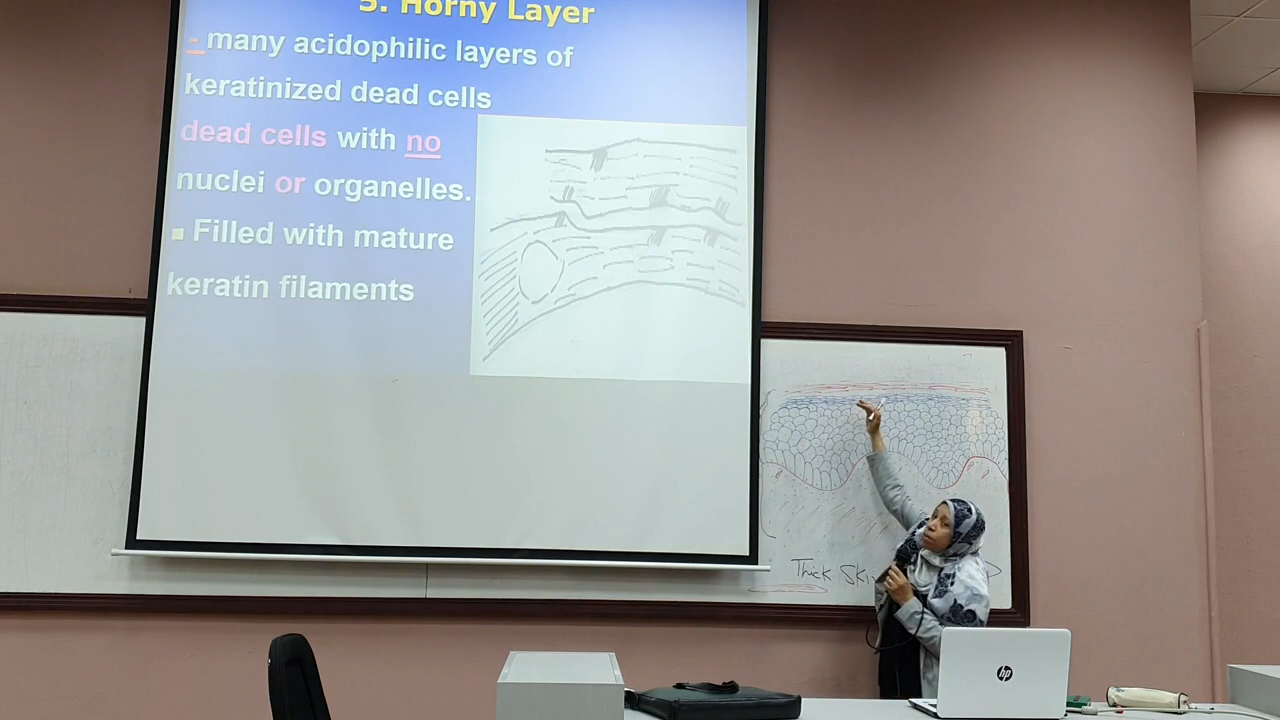 5. Horny Layer
- many acidophilic layers of
keratinized dead cells
dead cells with no
nuclei or organelles.
▪ Filled with mature
keratin filaments
Thick
hp